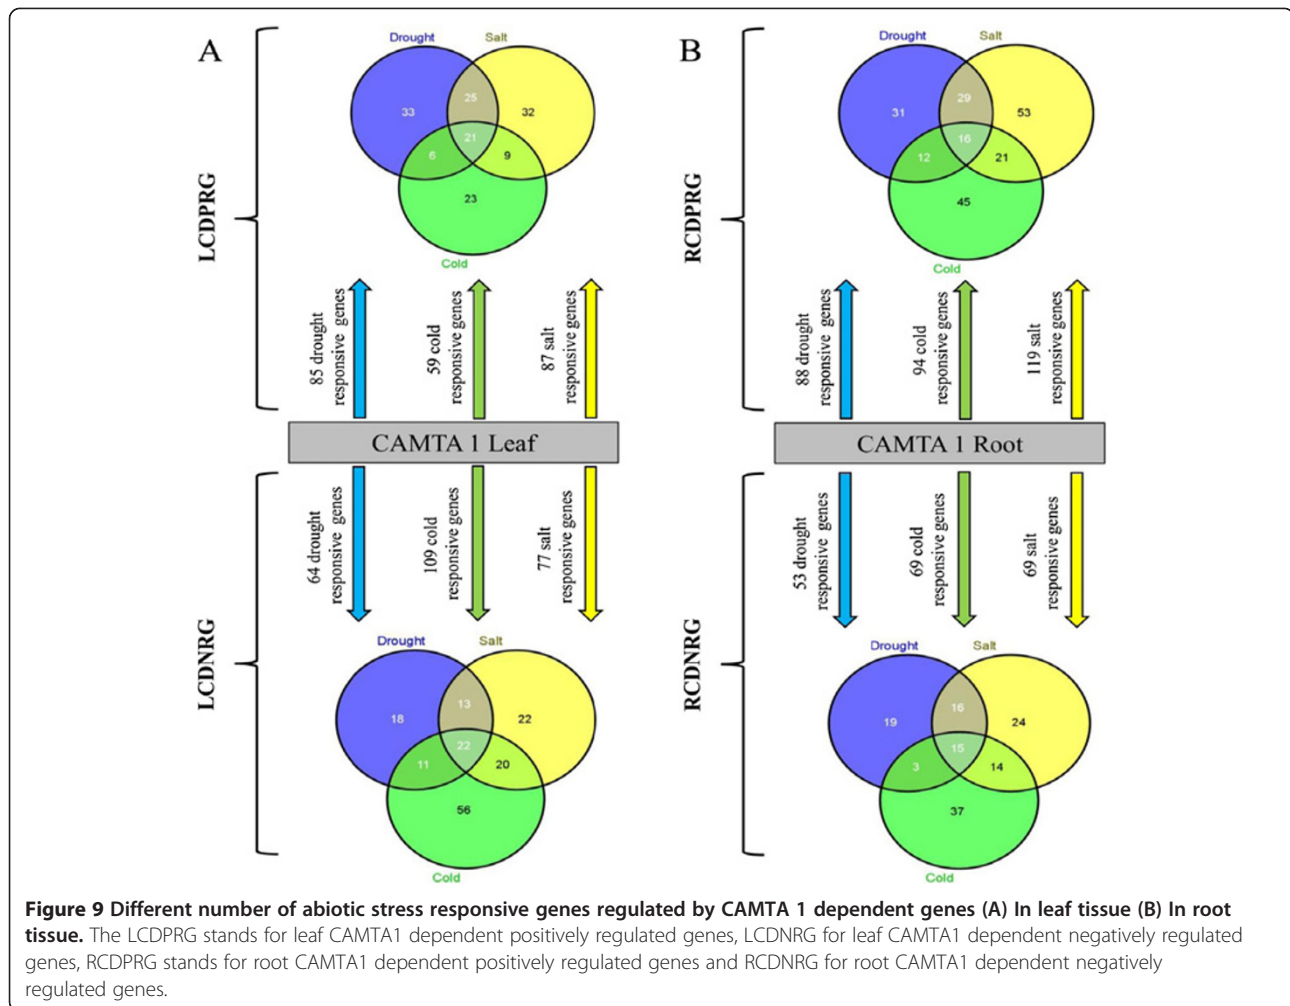 A
Drought
Salt
33
25
32
21
6
9
23
Cold
LCDPRG
85 drought
responsive genes
59 cold
responsive genes
87 salt
responsive genes
CAMTA 1 Leaf
64 drought
responsive genes
109 cold
responsive genes
77 salt
responsive genes
LCDNRG
Drought
Salt
18
13
22
22
11
20
56
Cold
B
Drought
Salt
31
29
53
16
12
21
45
Cold
RCDPRG
88 drought
responsive genes
94 cold
responsive genes
119 salt
responsive genes
CAMTA 1 Root
53 drought
responsive genes
69 cold
responsive genes
69 salt
responsive genes
RCDNRG
Drought
Salt
19
16
24
15
3
14
37
Cold
Figure 9 Different number of abiotic stress responsive genes regulated by CAMTA 1 dependent genes (A) In leaf tissue (B) In root
tissue. The LCDPRG stands for leaf CAMTA1 dependent positively regulated genes, LCDNRG for leaf CAMTA1 dependent negatively regulated
genes, RCDPRG stands for root CAMTA1 dependent positively regulated genes and RCDNRG for root CAMTA1 dependent negatively
regulated genes.